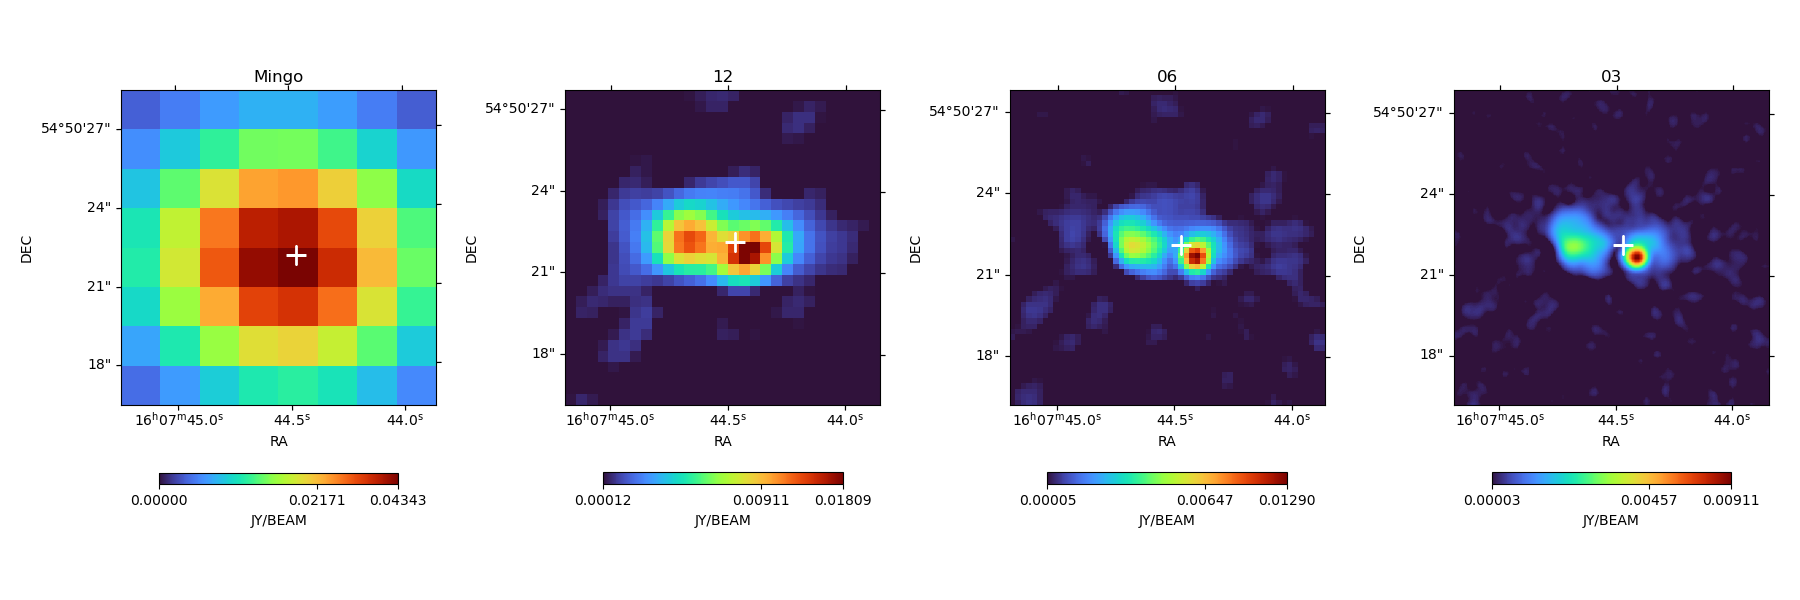 Mingo
12
06
03
54°50'27"
24"
21"
18"
DEC
16ʰ07ᵐ45.0ˢ
44.5ˢ
44.0ˢ
RA
0.00000
0.02171
0.04343
JY/BEAM
54°50'27"
24"
21"
18"
DEC
16ʰ07ᵐ45.0ˢ
44.5ˢ
44.0ˢ
RA
0.00012
0.00911
0.01809
JY/BEAM
54°50'27"
24"
21"
18"
DEC
16ʰ07ᵐ45.0ˢ
44.5ˢ
44.0ˢ
RA
0.00005
0.00647
0.01290
JY/BEAM
54°50'27"
24"
21"
18"
DEC
16ʰ07ᵐ45.0ˢ
44.5ˢ
44.0ˢ
RA
0.00003
0.00457
0.00911
JY/BEAM